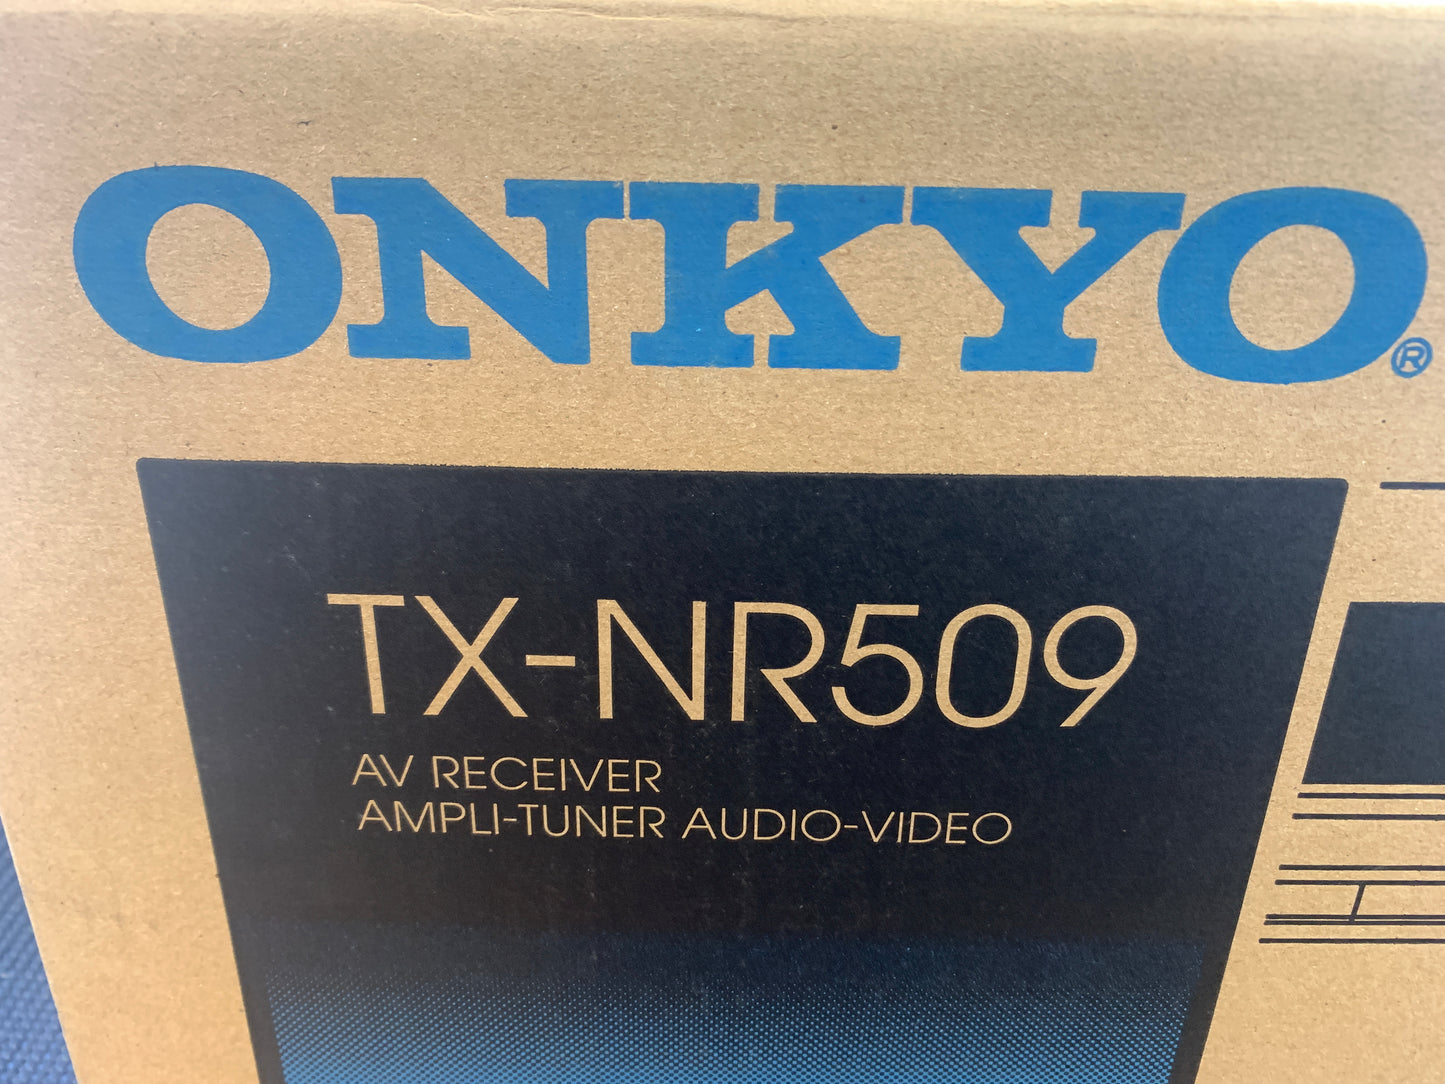 ONKYO®
TX-NR509
AV RECEIVER
AMPLI-TUNER AUDIO-VIDEO